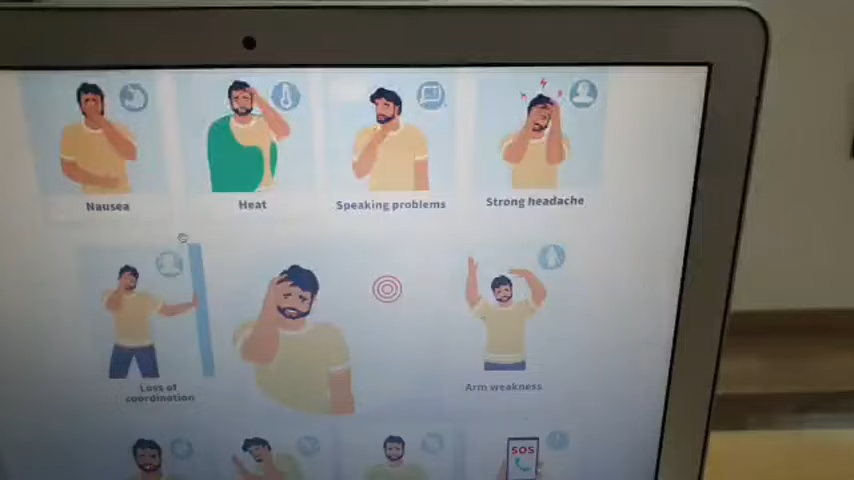 Nausea
Heat
Speaking problems
Strong headache
Loss of
coordination
Arm weakness
SOS